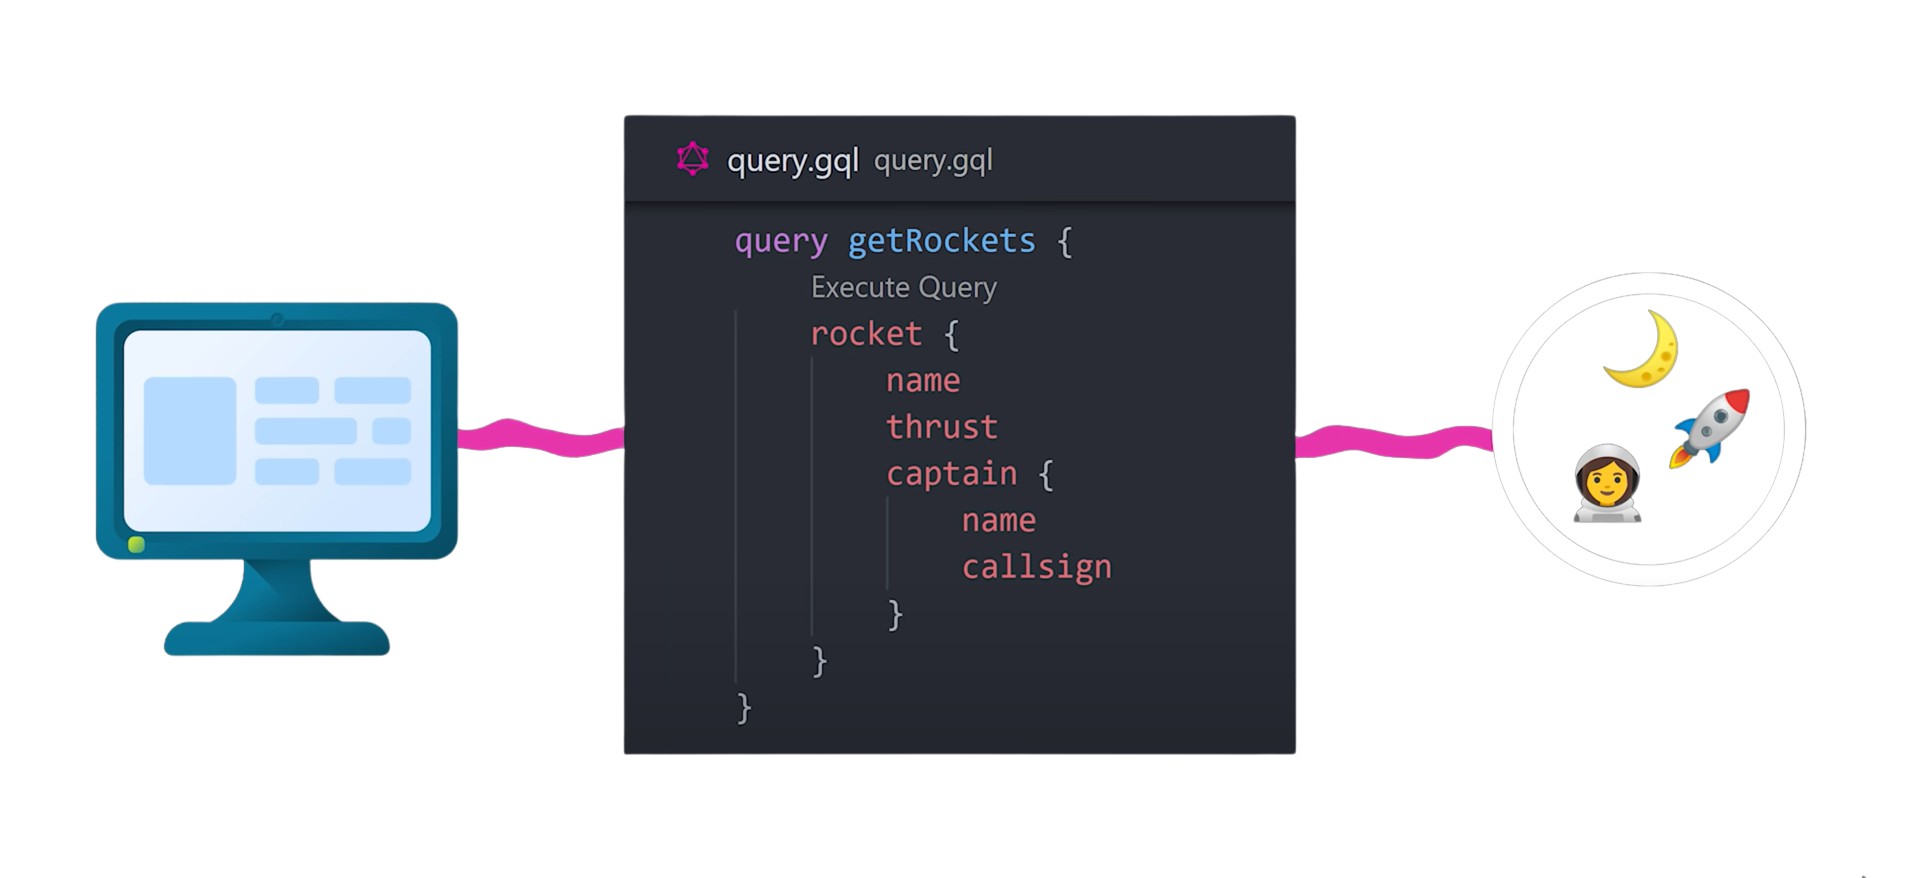 query.gql query.gql
query getRockets {
Execute Query
rocket {
name
thrust
captain {
name
callsign
}
}
}